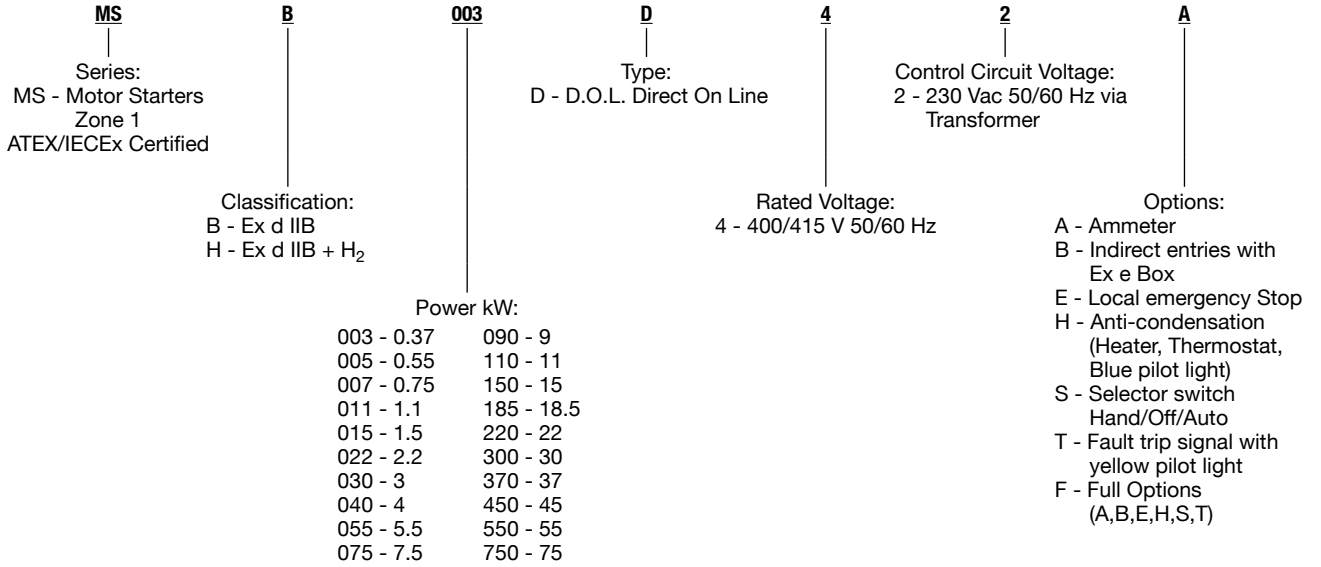 MS B 003 D 4 2 A
Series:
MS - Motor Starters
Zone 1
ATEX/IECEx Certified
Type:
D - D.O.L. Direct On Line
Control Circuit Voltage:
2 - 230 Vac 50/60 Hz via
Transformer
Classification:
B - Ex d IIB
H - Ex d IIB + H₂
Rated Voltage:
4 - 400/415 V 50/60 Hz
Options:
A - Ammeter
B - Indirect entries with
Ex e Box
E - Local emergency Stop
H - Anti-condensation
(Heater, Thermostat,
Blue pilot light)
S - Selector switch
Hand/Off/Auto
T - Fault trip signal with
yellow pilot light
F - Full Options
(A,B,E,H,S,T)
Power kW:
003 - 0.37 090 - 9
005 - 0.55 110 - 11
007 - 0.75 150 - 15
011 - 1.1 185 - 18.5
015 - 1.5 220 - 22
022 - 2.2 300 - 30
030 - 3 370 - 37
040 - 4 450 - 45
055 - 5.5 550 - 55
075 - 7.5 750 - 75